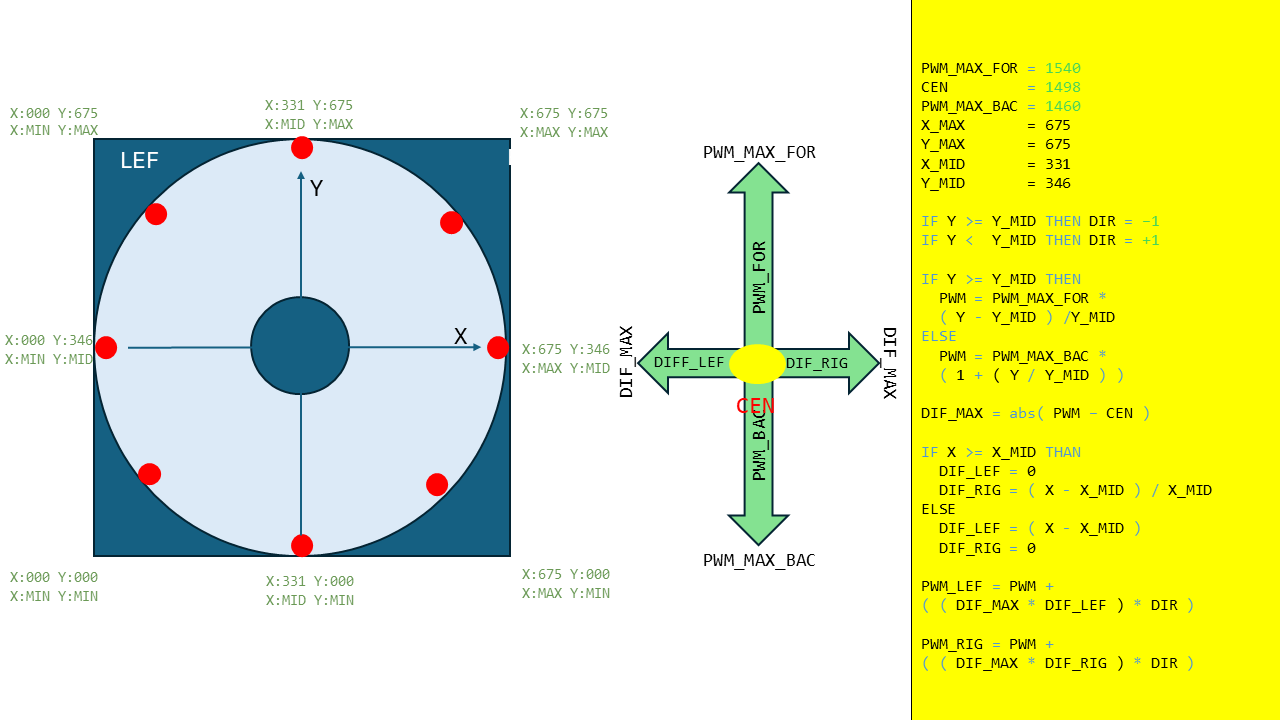 X:000 Y:675
X:MIN Y:MAX
X:331 Y:675
X:MID Y:MAX
X:675 Y:675
X:MAX Y:MAX
LEF
Y
X
X:000 Y:346
X:MIN Y:MID
X:675 Y:346
X:MAX Y:MID
X:000 Y:000
X:MIN Y:MIN
X:331 Y:000
X:MID Y:MIN
X:675 Y:000
X:MAX Y:MIN
PWM_MAX_FOR
PWM_FOR
DIF_MAX
DIFF_LEF
DIF_RIG
DIF_MAX
CEN
PWM_BAC
PWM_MAX_BAC
PWM_MAX_FOR = 1540
CEN = 1498
PWM_MAX_BAC = 1460
X_MAX = 675
Y_MAX = 675
X_MID = 331
Y_MID = 346
IF Y >= Y_MID THEN DIR = -1
IF Y < Y_MID THEN DIR = +1
IF Y >= Y_MID THEN
PWM = PWM_MAX_FOR *
( Y - Y_MID ) /Y_MID
ELSE
PWM = PWM_MAX_BAC *
( 1 + ( Y / Y_MID ) )
DIF_MAX = abs( PWM - CEN )
IF X >= X_MID THAN
DIF_LEF = 0
DIF_RIG = ( X - X_MID ) / X_MID
ELSE
DIF_LEF = ( X - X_MID )
DIF_RIG = 0
PWM_LEF = PWM +
( ( DIF_MAX * DIF_LEF ) * DIR )
PWM_RIG = PWM +
( ( DIF_MAX * DIF_RIG ) * DIR )